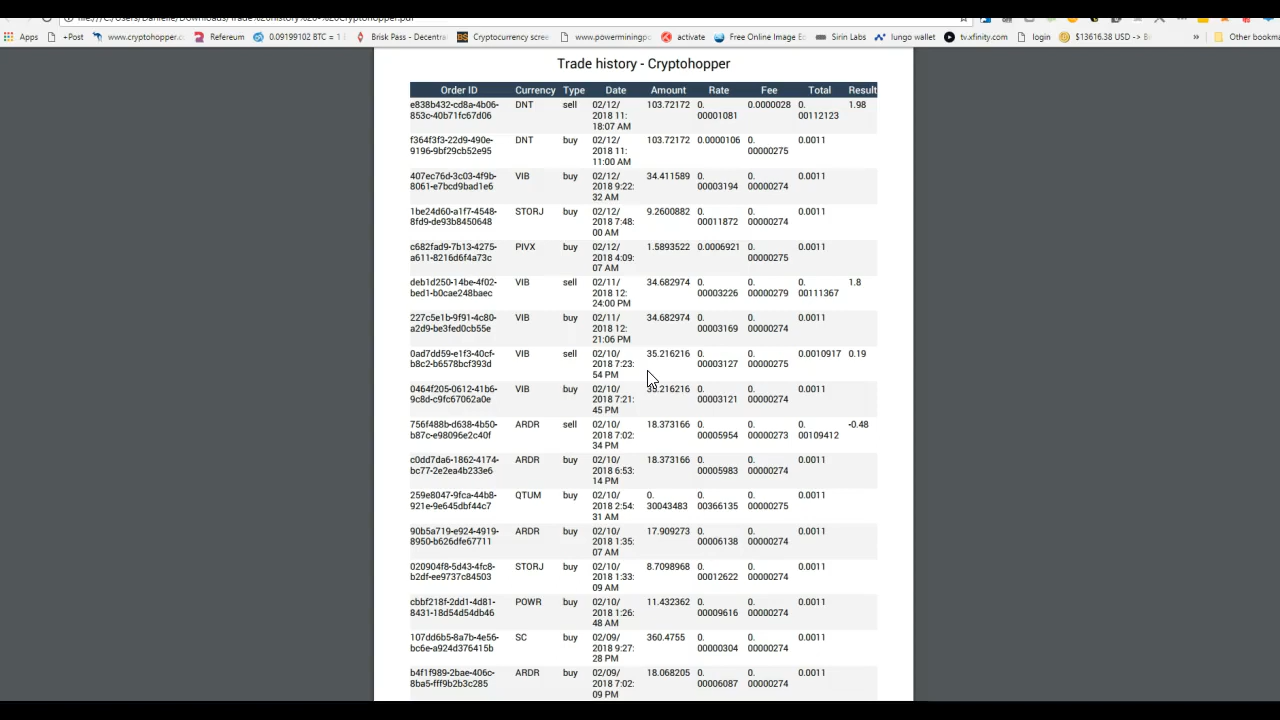 file:///C:/Users/Danielle/Downloads/Trade%20history%20-%20Cryptohopper.pdf
Apps +Post www.cryptohopper.c Refereum 0.09199102 BTC = 1 Brisk Pass - Decentra Cryptocurrency scree www.powerminingpo activate Free Online Image Ed Sirin Labs lungo wallet tv.xfinity.com login $13616.38 USD -> B » Other bookma
Trade history - Cryptohopper
Order ID Currency Type Date Amount Rate Fee Total Result
e838b432-cd8a-4b06- DNT sell 02/12/ 103.72172 0. 0.0000028 0. 1.98
853c-40b71fc67d06 2018 11: 00001081 00112123
18:07 AM
f364f3f3-22d9-490e- DNT buy 02/12/ 103.72172 0.0000106 0. 0.0011
9196-9bf29cb52e95 2018 11: 00000275
11:00 AM
407ec76d-3c03-4f9b- VIB buy 02/12/ 34.411589 0. 0. 0.0011
8061-e7bcd9bad1e6 2018 9:22: 00003194 00000274
32 AM
1be24d60-a1f7-4548- STORJ buy 02/12/ 9.2600882 0. 0. 0.0011
8fd9-de93b8450648 2018 7:48: 00011872 00000274
00 AM
c682fad9-7b13-4275- PIVX buy 02/12/ 1.5893522 0.0006921 0. 0.0011
a611-8216d6f4a73c 2018 4:09: 00000275
07 AM
deb1d250-14be-4f02- VIB sell 02/11/ 34.682974 0. 0. 0. 1.8
bed1-b0cae248baec 2018 12: 00003226 00000279 00111367
24:00 PM
227c5e1b-9f91-4c80- VIB buy 02/11/ 34.682974 0. 0. 0.0011
a2d9-be3fed0cb55e 2018 12: 00003169 00000274
21:06 PM
0ad7dd59-e1f3-40cf- VIB sell 02/10/ 35.216216 0. 0. 0.0010917 0.19
b8c2-b6578bcf393d 2018 7:23: 00003127 00000275
54 PM
0464f205-0612-41b6- VIB buy 02/10/ 35.216216 0. 0. 0.0011
9c8d-c9fc67062a0e 2018 7:21: 00003121 00000274
45 PM
756f488b-d638-4b50- ARDR sell 02/10/ 18.373166 0. 0. 0. -0.48
b87c-e98096e2c40f 2018 7:02: 00005954 00000273 00109412
34 PM
c0dd7da6-1862-4174- ARDR buy 02/10/ 18.373166 0. 0. 0.0011
bc77-2e2ea4b233e6 2018 6:53: 00005983 00000274
14 PM
259e8047-9fca-44b8- QTUM buy 02/10/ 0. 0. 0. 0.0011
921e-9e645dbf44c7 2018 2:54: 30043483 00366135 00000275
31 AM
90b5a719-e924-4919- ARDR buy 02/10/ 17.909273 0. 0. 0.0011
8950-b626dfe67711 2018 1:35: 00006138 00000274
07 AM
020904f8-5d43-4fc8- STORJ buy 02/10/ 8.7098968 0. 0. 0.0011
b2df-ee9737c84503 2018 1:33: 00012622 00000274
09 AM
cbbf218f-2dd1-4d81- POWR buy 02/10/ 11.432362 0. 0. 0.0011
8431-18d54d54db46 2018 1:26: 00009616 00000274
48 AM
107dd6b5-8a7b-4e56- SC buy 02/09/ 360.4755 0. 0. 0.0011
bc6e-a924d376415b 2018 9:27: 00000304 00000274
28 PM
b4f1f989-2bae-406c- ARDR buy 02/09/ 18.068205 0. 0. 0.0011
8ba5-fff9b2b3c285 2018 7:02: 00006087 00000274
09 PM